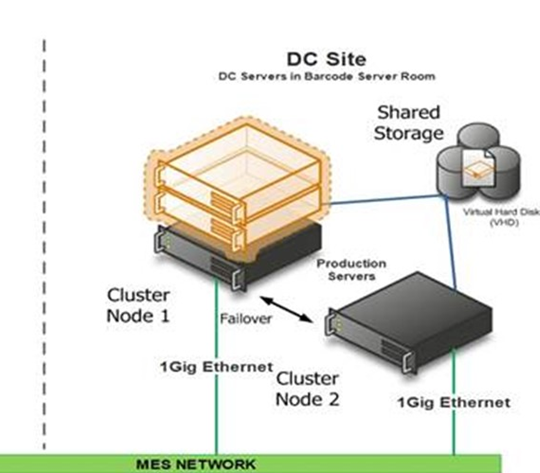 DC Site
DC Servers in Barcode Server Room
Shared
Storage
Virtual Hard Disk
(VHD)
Production
Servers
Cluster
Node 1
Failover
1Gig Ethernet
Cluster
Node 2
1Gig Ethernet
MES NETWORK